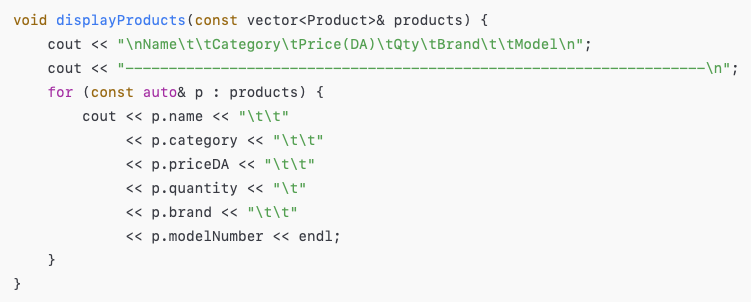 void displayProducts(const vector<Product>& products) {
    cout << "\nName\t\tCategory\tPrice(DA)\tQty\tBrand\t\tModel\n";
    cout << "-------------------------------------------------------------------\n";
    for (const auto& p : products) {
        cout << p.name << "\t\t"
             << p.category << "\t\t"
             << p.priceDA << "\t\t"
             << p.quantity << "\t"
             << p.brand << "\t\t"
             << p.modelNumber << endl;
    }
}